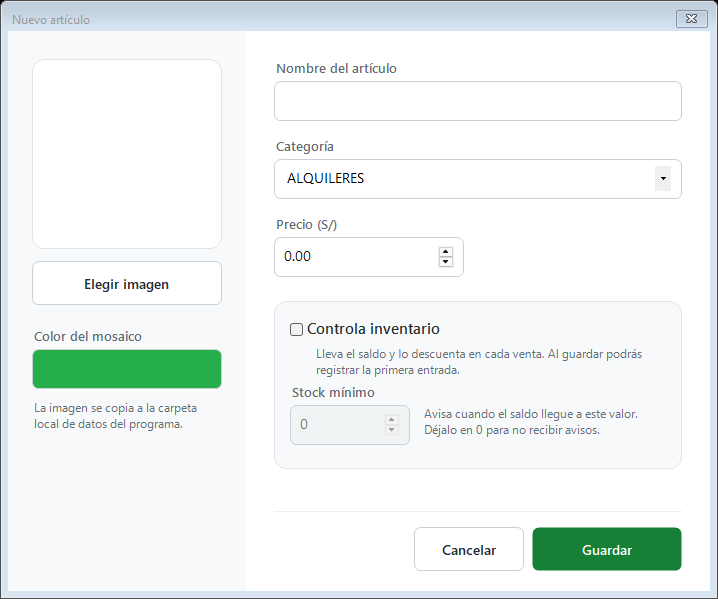 Nuevo artículo
Elegir imagen
Color del mosaico
La imagen se copia a la carpeta
local de datos del programa.
Nombre del artículo
Categoría
ALQUILERES
Precio (S/)
0.00
Controla inventario
Lleva el saldo y lo descuenta en cada venta. Al guardar podrás
registrar la primera entrada.
Stock mínimo
0
Avisa cuando el saldo llegue a este valor.
Déjalo en 0 para no recibir avisos.
Cancelar
Guardar